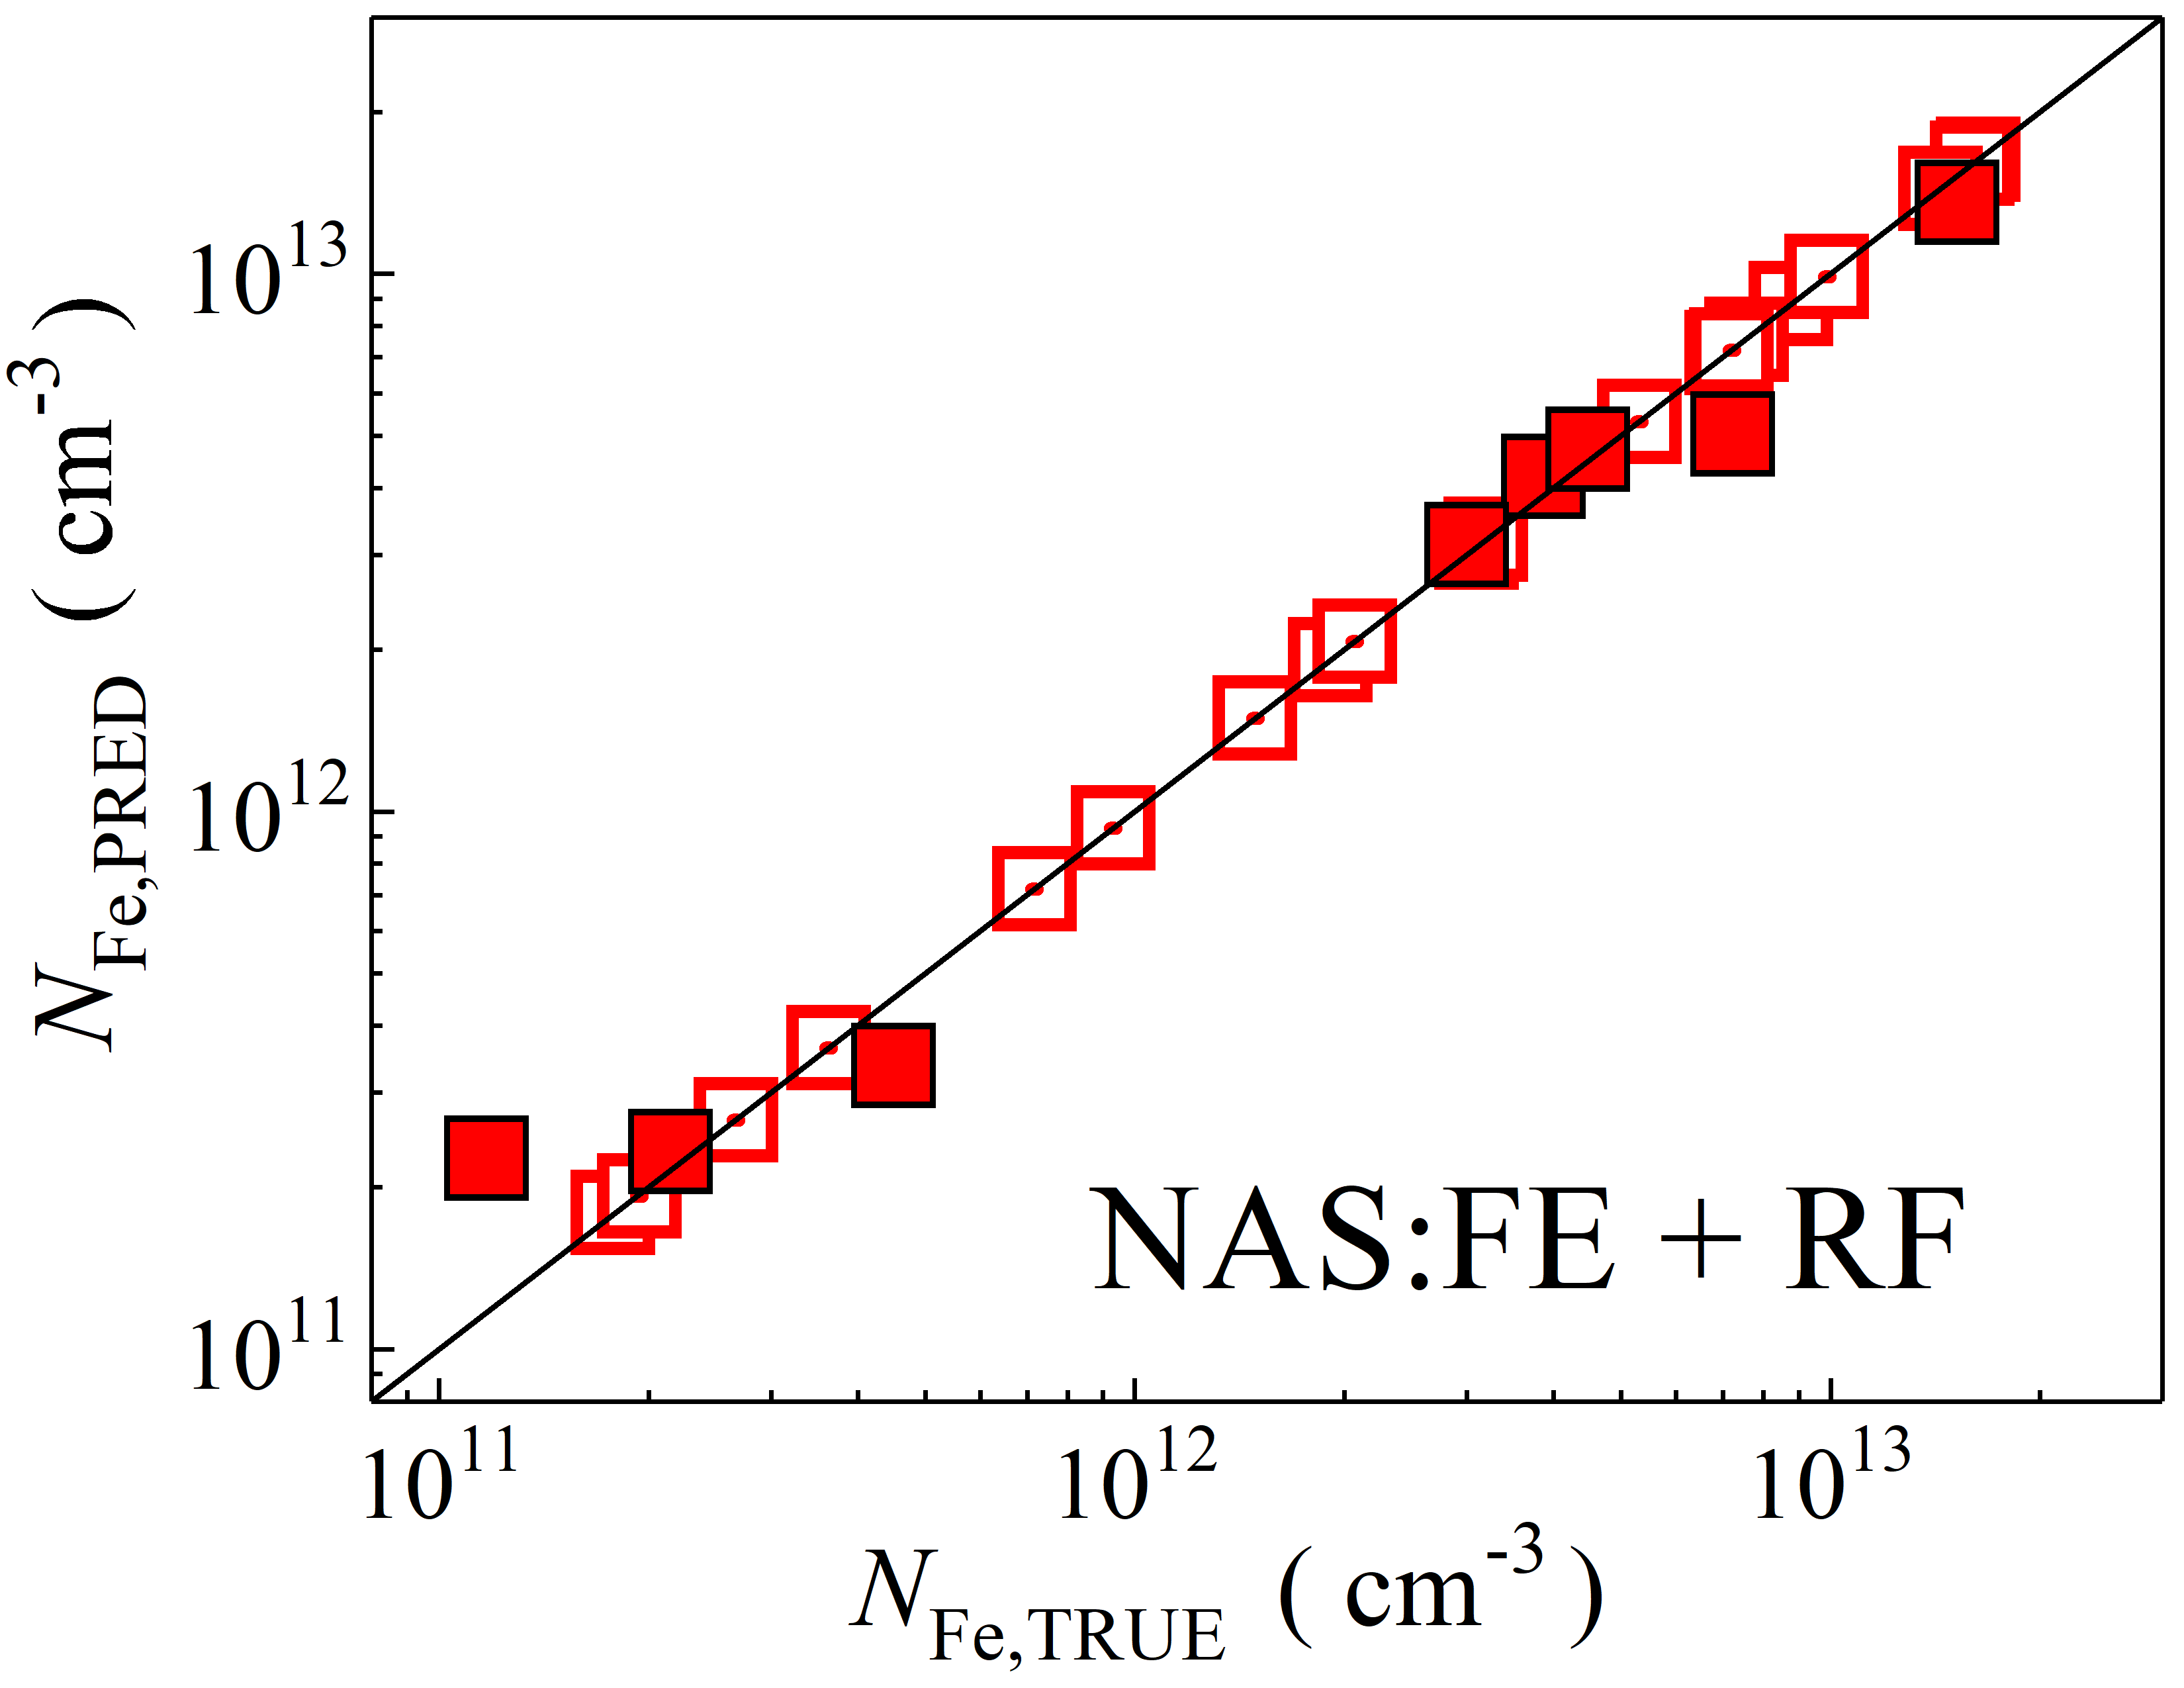 10^13
10^12
10^11
N_Fe,PRED ( cm^-3 )
NAS:FE + RF
10^11 10^12 10^13
N_Fe,TRUE ( cm^-3 )